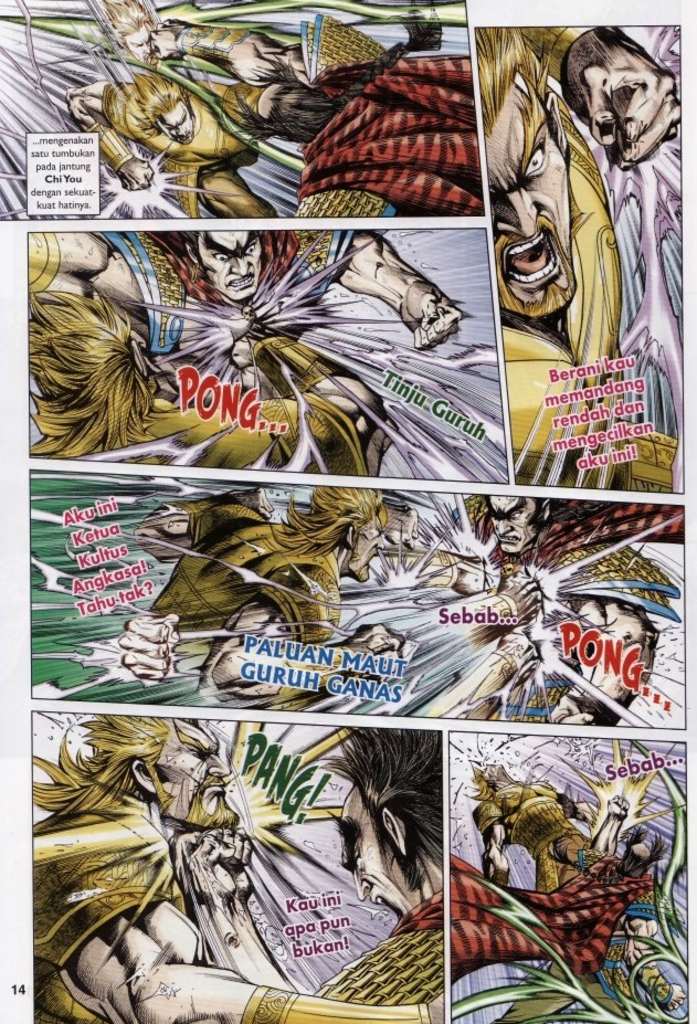 ...mengenakan
satu tumbukan
pada jantung
Chi You
dengan sekuat-
kuat hatinya.
Berani kau
memandang
rendah dan
mengecilkan
aku ini!
PONG...
Tinju Guruh
Aku ini
Ketua
Kultus
Angkasa!
Tahu tak?
PALUAN MAUT
GURUH GANAS
Sebab...
PONG...
PANG!
Kau ini
apa pun
bukan!
Sebab...
14